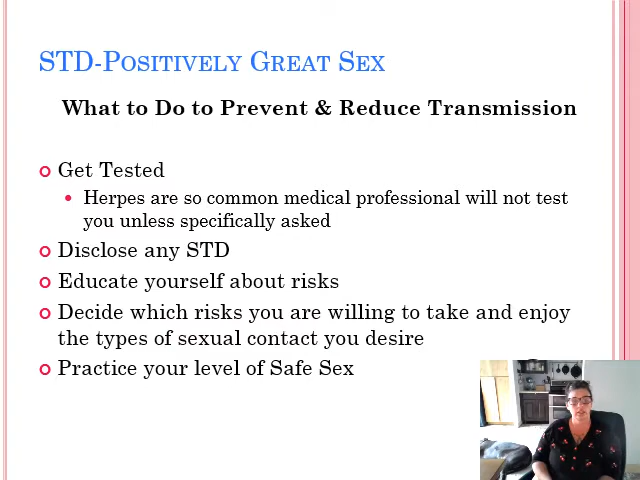 STD-Positively Great Sex
What to Do to Prevent & Reduce Transmission
Get Tested
Herpes are so common medical professional will not test
you unless specifically asked
Disclose any STD
Educate yourself about risks
Decide which risks you are willing to take and enjoy
the types of sexual contact you desire
Practice your level of Safe Sex